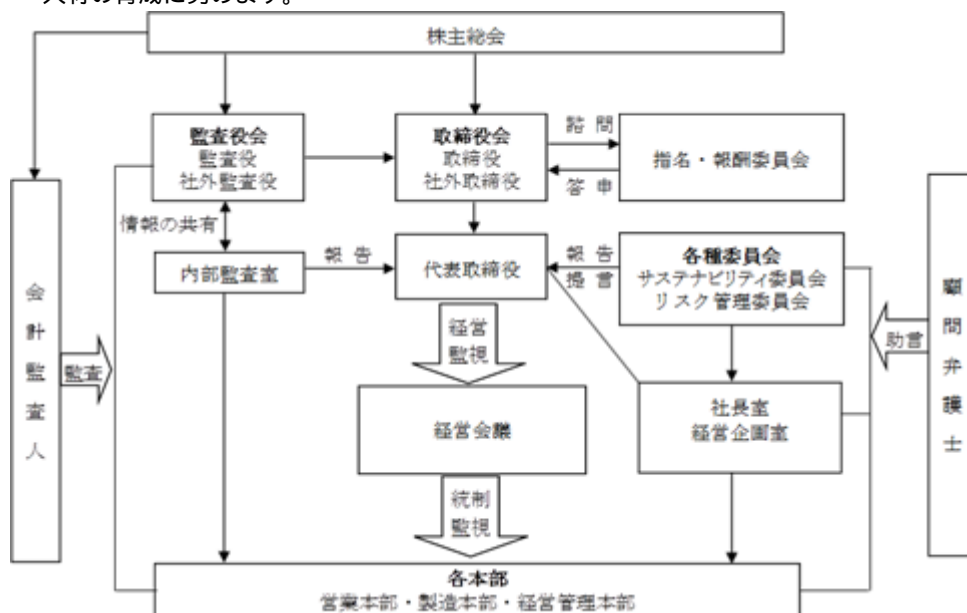 株主総会
監査役会
監査役
社外監査役
取締役会
取締役
社外取締役
諮 問
答 申
指名・報酬委員会
情報の共有
内部監査室
報 告
代表取締役
報 告
提 言
各種委員会
サステナビリティ委員会
リスク管理委員会
会計監査人
監査
経営
監視
助言
顧問弁護士
経営会議
社長室
経営企画室
統制
監視
各本部
営業本部・製造本部・経営管理本部